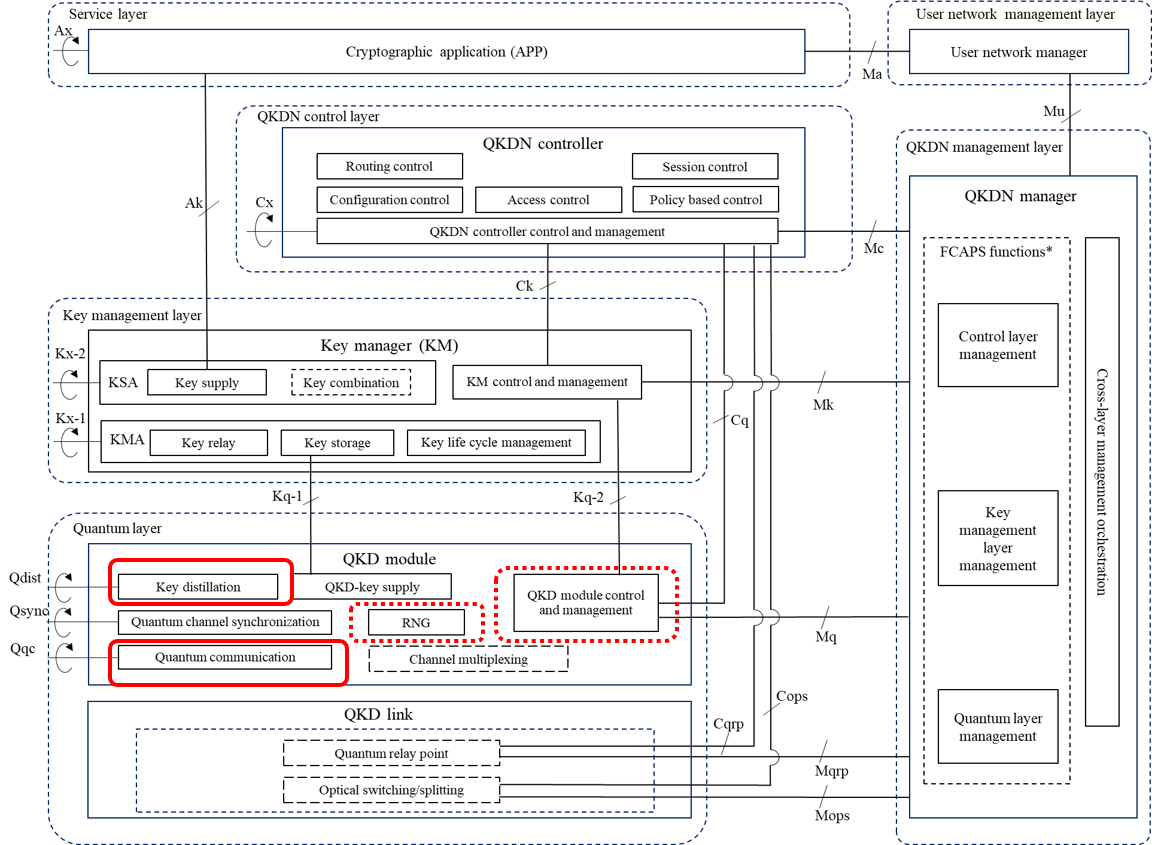 Service layer
User network management layer
Ax
Cryptographic application (APP)
User network manager
Ma
Mu
QKDN control layer
QKDN management layer
QKDN controller
Routing control
Session control
QKDN manager
Configuration control
Access control
Policy based control
Ak
Cx
QKDN controller control and management
Mc
FCAPS functions*
Ck
Key management layer
Control layer
management
Key manager (KM)
Kx-2
KSA
Key supply
Key combination
KM control and management
Mk
Cross-layer management orchestration
Kx-1
Cq
KMA
Key relay
Key storage
Key life cycle management
Kq-1
Kq-2
Key
management
layer
management
Quantum layer
QKD module
Qdist
Key distillation
QKD-key supply
QKD module control
and management
Qsync
Quantum channel synchronization
RNG
Mq
Qqc
Quantum communication
Channel multiplexing
Cops
QKD link
Cqrp
Quantum layer
management
Quantum relay point
Mqrp
Optical switching/splitting
Mops